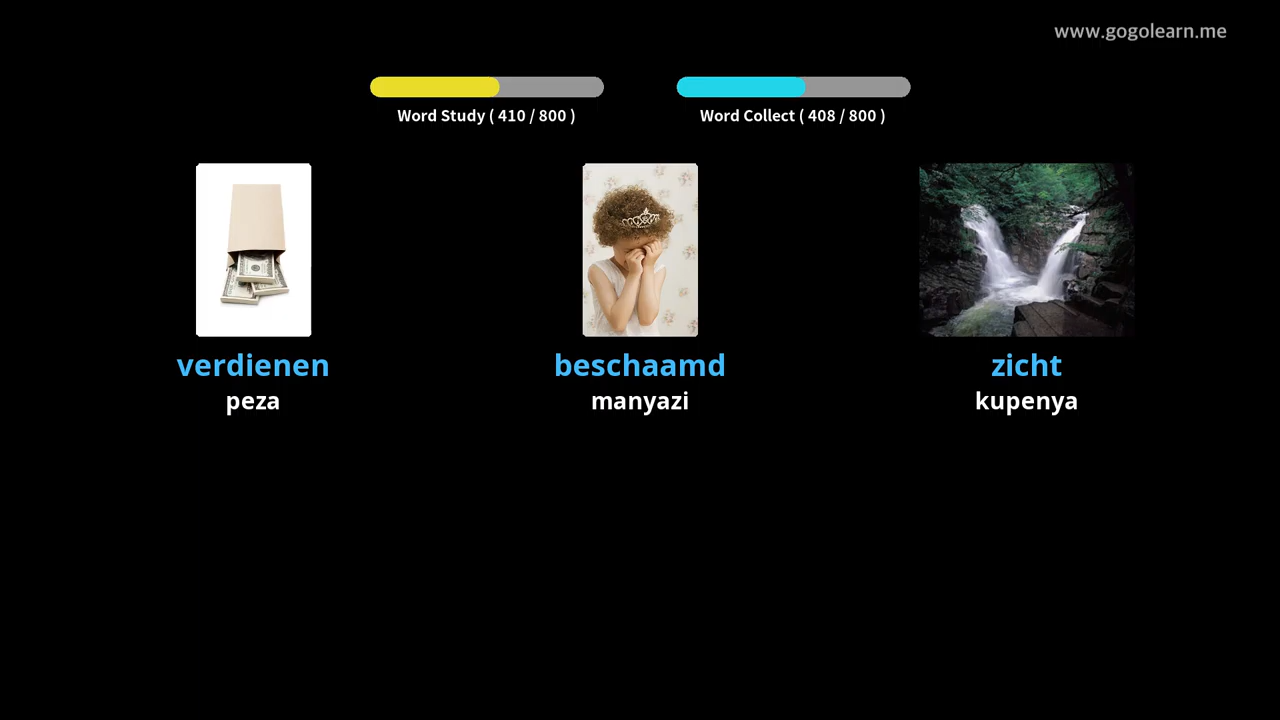 www.gogolearn.me
Word Study ( 410 / 800 )
Word Collect ( 408 / 800 )
verdienen
peza
beschaamd
manyazi
zicht
kupenya